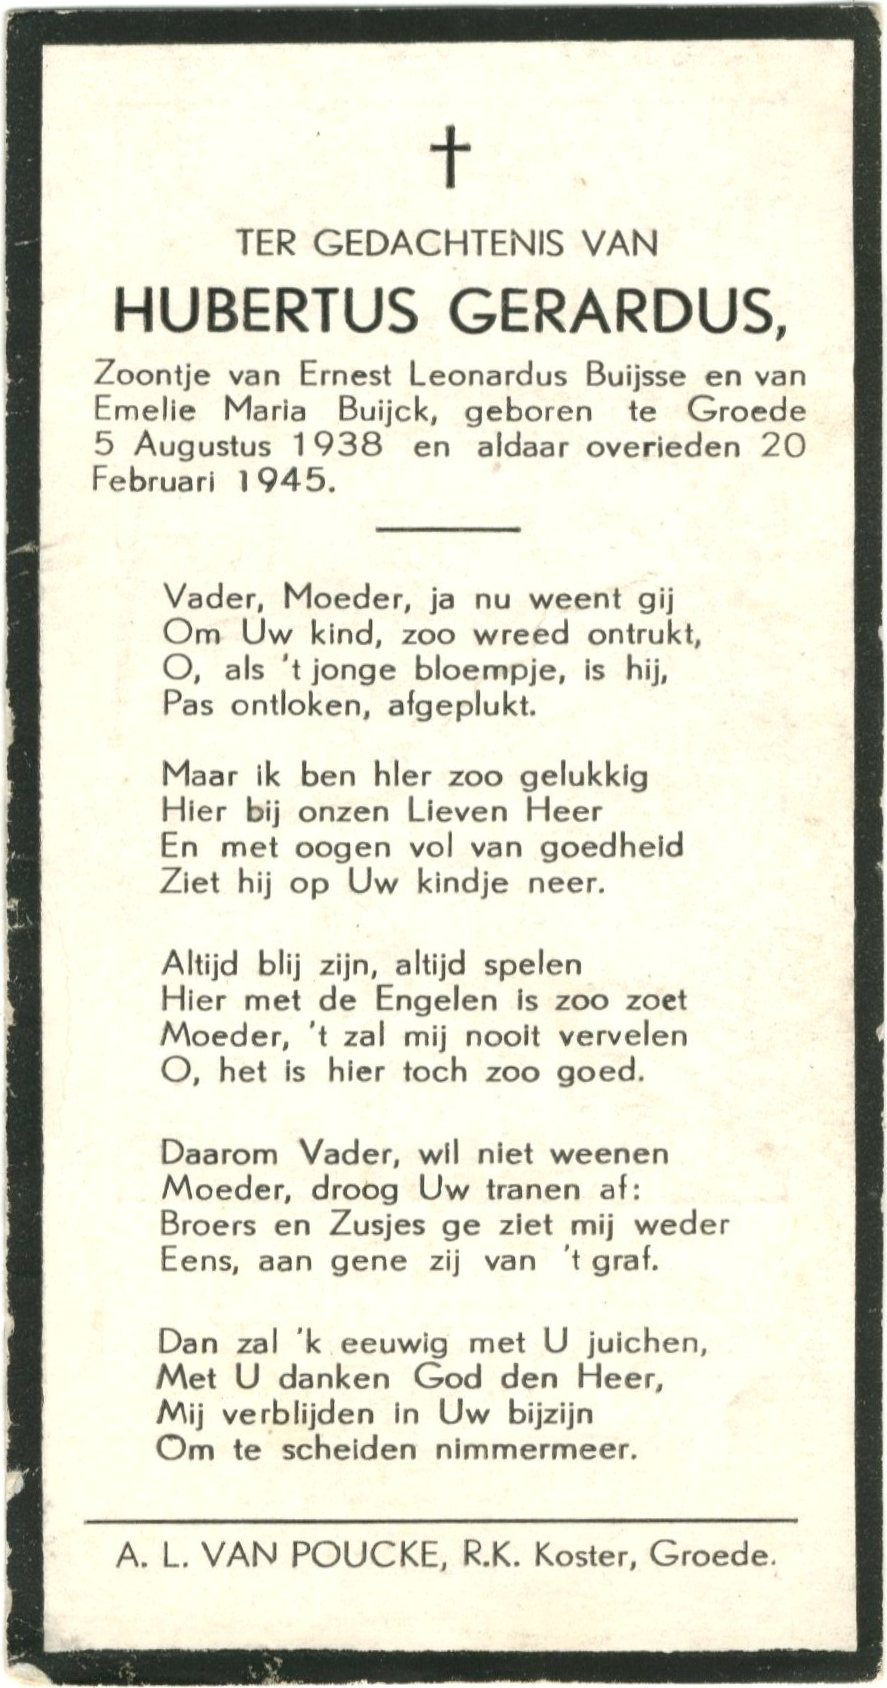 TER GEDACHTENIS VAN
HUBERTUS GERARDUS,
Zoontje van Ernest Leonardus Buijsse en van
Emelie Maria Buijck, geboren te Groede
5 Augustus 1938 en aldaar overieden 20
Februari 1945.
Vader, Moeder, ja nu weent gij
Om Uw kind, zoo wreed ontrukt,
O, als 't jonge bloempje, is hij,
Pas ontloken, afgeplukt.
Maar ik ben hler zoo gelukkig
Hier bij onzen Lieven Heer
En met oogen vol van goedheid
Ziet hij op Uw kindje neer.
Altijd blij zijn, altijd spelen
Hier met de Engelen is zoo zoet
Moeder, 't zal mij nooit vervelen
O, het is hier toch zoo goed.
Daarom Vader, wil niet weenen
Moeder, droog Uw tranen af:
Broers en Zusjes ge ziet mij weder
Eens, aan gene zij van 't graf.
Dan zal 'k eeuwig met U juichen,
Met U danken God den Heer,
Mij verblijden in Uw bijzijn
Om te scheiden nimmermeer.
A. L. VAN POUCKE, R.K. Koster, Groede.